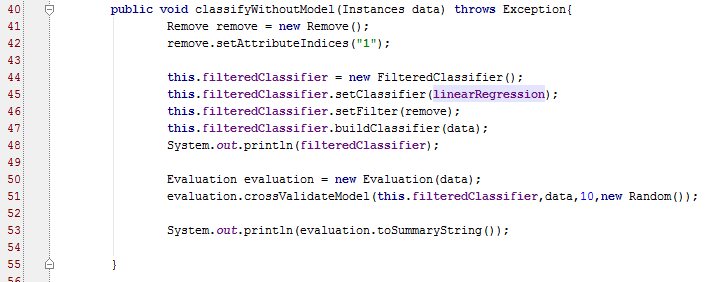 40 public void classifyWithoutModel(Instances data) throws Exception{
41 Remove remove = new Remove();
42 remove.setAttributeIndices("1");
43
44 this.filteredClassifier = new FilteredClassifier();
45 this.filteredClassifier.setClassifier(linearRegression);
46 this.filteredClassifier.setFilter(remove);
47 this.filteredClassifier.buildClassifier(data);
48 System.out.println(filteredClassifier);
49
50 Evaluation evaluation = new Evaluation(data);
51 evaluation.crossValidateModel(this.filteredClassifier,data,10,new Random());
52
53 System.out.println(evaluation.toSummaryString());
54
55 }
56